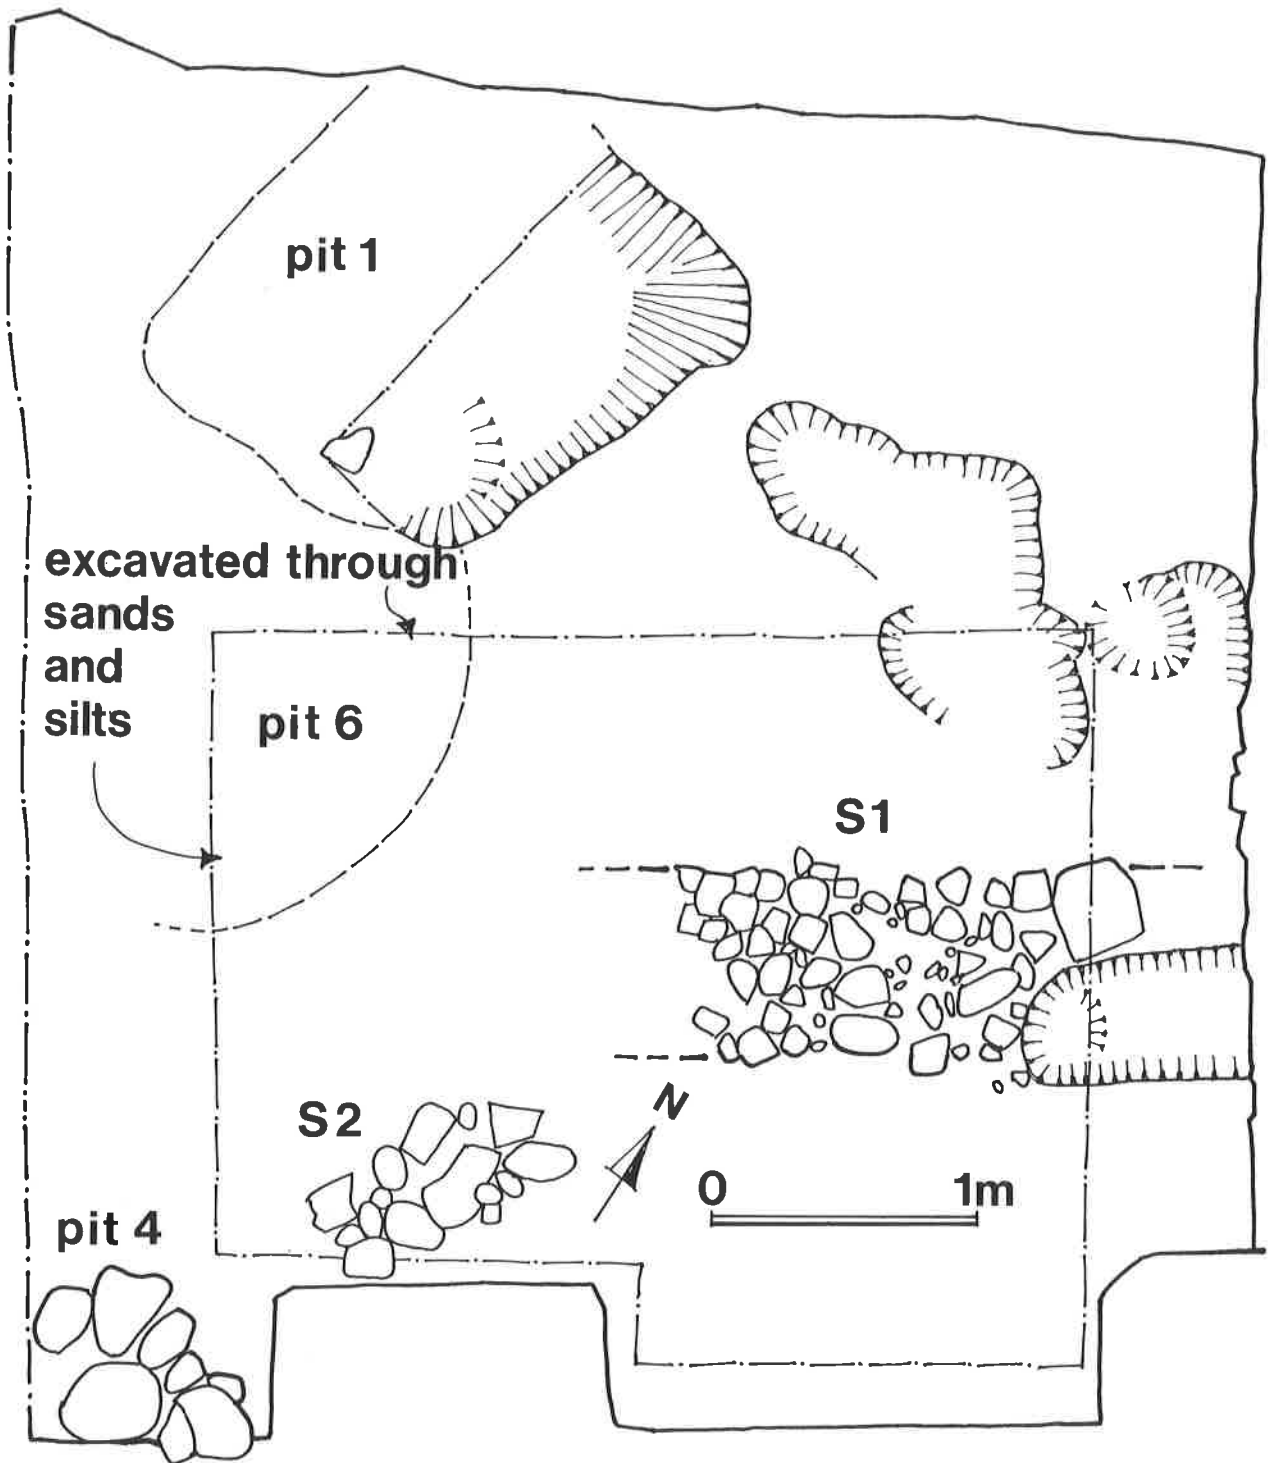 pit 1
excavated through
sands
and
silts
pit 6
S1
S2
N
0 1m
pit 4